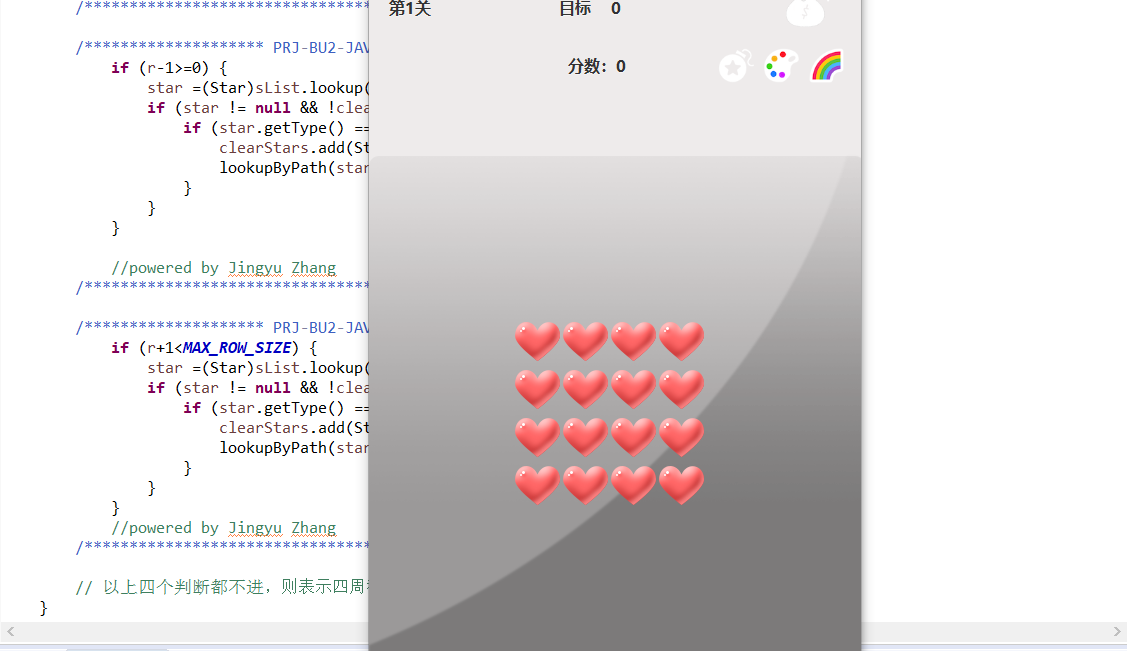 /********************************
/******************** PRJ-BU2-JAV
if (r-1>=0) {
star =(Star)sList.lookup(
if (star != null && !clea
if (star.getType() ==
clearStars.add(St
lookupByPath(star
}
}
}
//powered by Jingyu Zhang
/********************************
/******************** PRJ-BU2-JAV
if (r+1<MAX_ROW_SIZE) {
star =(Star)sList.lookup(
if (star != null && !clea
if (star.getType() ==
clearStars.add(St
lookupByPath(star
}
}
}
//powered by Jingyu Zhang
/********************************
// 以上四个判断都不进，则表示四周
}
第1关 目标 0
分数: 0